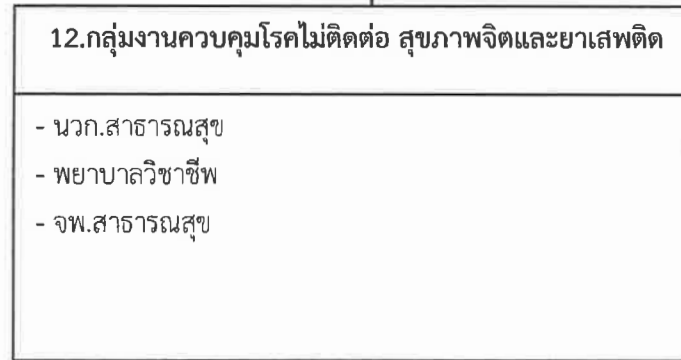 12.กลุ่มงานควบคุมโรคไม่ติดต่อ สุขภาพจิตและยาเสพติด
- นวก.สาธารณสุข
- พยาบาลวิชาชีพ
- จพ.สาธารณสุข